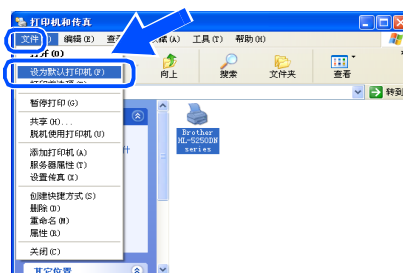 打印机和传真
文件 编辑(E) 工具(T) 帮助(H)
设为默认打印机(F)
向上 搜索 文件夹 查看
转到
暂停打印(G)
共享(H)...
脱机使用打印机(U)
添加打印机(A)
服务器属性(T)
设置传真(X)
创建快捷方式(S)
删除(D)
重命名(M)
属性(R)
关闭(C)
Brother
HL-5250DN
series
其它位置